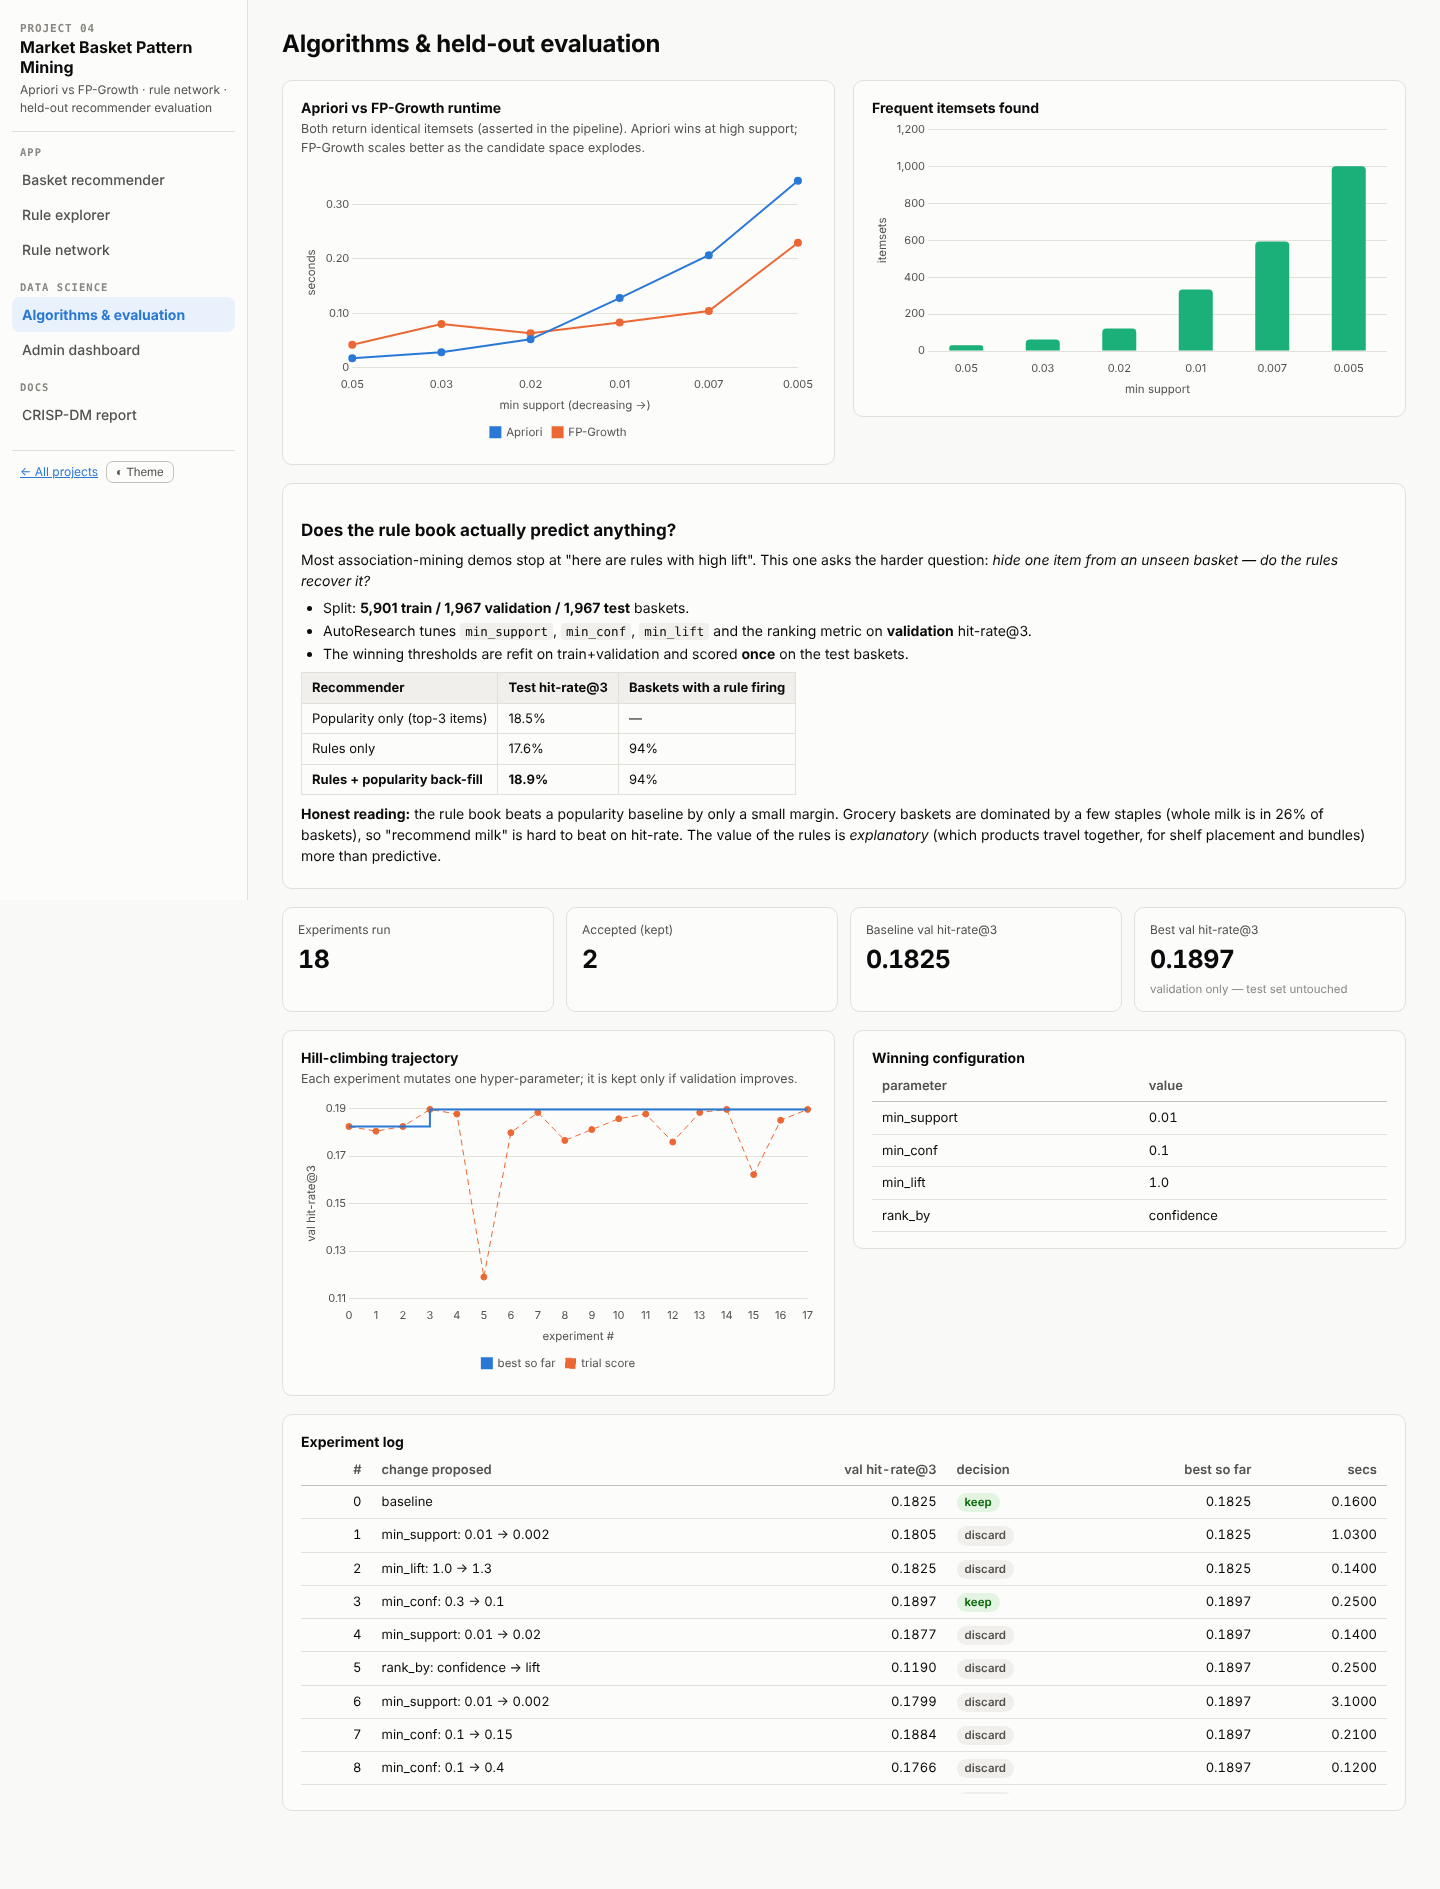 PROJECT 04
Market Basket Pattern
Mining
Apriori vs FP-Growth · rule network ·
held-out recommender evaluation
APP
Basket recommender
Rule explorer
Rule network
DATA SCIENCE
Algorithms & evaluation
Admin dashboard
DOCS
CRISP-DM report
← All projects
Theme
Algorithms & held-out evaluation
Apriori vs FP-Growth runtime
Both return identical itemsets (asserted in the pipeline). Apriori wins at high support;
FP-Growth scales better as the candidate space explodes.
0.30
0.20
0.10
0
seconds
0.05 0.03 0.02 0.01 0.007 0.005
min support (decreasing →)
Apriori FP-Growth
Frequent itemsets found
1,200
1,000
800
600
400
200
0
itemsets
0.05 0.03 0.02 0.01 0.007 0.005
min support
Does the rule book actually predict anything?
Most association-mining demos stop at "here are rules with high lift". This one asks the harder question: hide one item from an unseen basket — do the rules
recover it?
• Split: 5,901 train / 1,967 validation / 1,967 test baskets.
• AutoResearch tunes min_support, min_conf, min_lift and the ranking metric on validation hit-rate@3.
• The winning thresholds are refit on train+validation and scored once on the test baskets.
Recommender Test hit-rate@3 Baskets with a rule firing
Popularity only (top-3 items) 18.5% —
Rules only 17.6% 94%
Rules + popularity back-fill 18.9% 94%
Honest reading: the rule book beats a popularity baseline by only a small margin. Grocery baskets are dominated by a few staples (whole milk is in 26% of
baskets), so "recommend milk" is hard to beat on hit-rate. The value of the rules is explanatory (which products travel together, for shelf placement and bundles)
more than predictive.
Experiments run
18
Accepted (kept)
2
Baseline val hit-rate@3
0.1825
Best val hit-rate@3
0.1897
validation only — test set untouched
Hill-climbing trajectory
Each experiment mutates one hyper-parameter; it is kept only if validation improves.
0.19
0.17
0.15
0.13
0.11
val hit-rate@3
0 1 2 3 4 5 6 7 8 9 10 11 12 13 14 15 16 17
experiment #
best so far trial score
Winning configuration
parameter value
min_support 0.01
min_conf 0.1
min_lift 1.0
rank_by confidence
Experiment log
# change proposed val hit-rate@3 decision best so far secs
0 baseline 0.1825 keep 0.1825 0.1600
1 min_support: 0.01 → 0.002 0.1805 discard 0.1825 1.0300
2 min_lift: 1.0 → 1.3 0.1825 discard 0.1825 0.1400
3 min_conf: 0.3 → 0.1 0.1897 keep 0.1897 0.2500
4 min_support: 0.01 → 0.02 0.1877 discard 0.1897 0.1400
5 rank_by: confidence → lift 0.1190 discard 0.1897 0.2500
6 min_support: 0.01 → 0.002 0.1799 discard 0.1897 3.1000
7 min_conf: 0.1 → 0.15 0.1884 discard 0.1897 0.2100
8 min_conf: 0.1 → 0.4 0.1766 discard 0.1897 0.1200